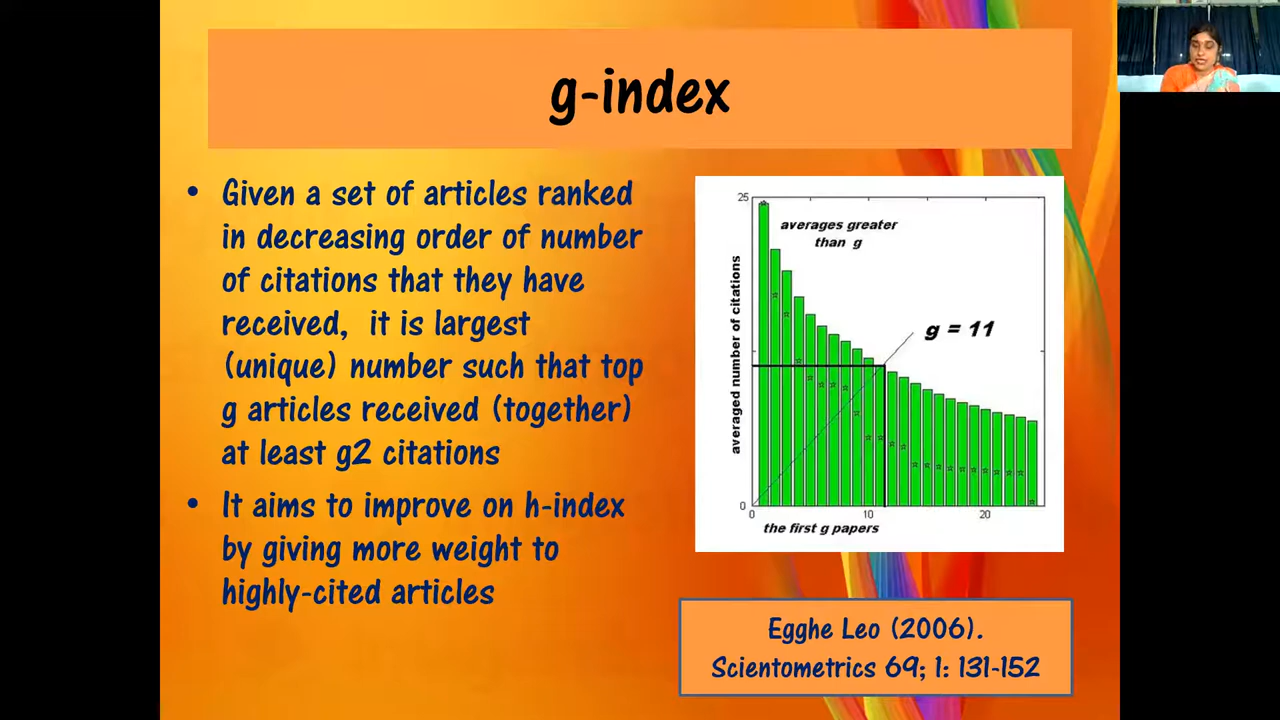 g-index
• Given a set of articles ranked
in decreasing order of number
of citations that they have
received, it is largest
(unique) number such that top
g articles received (together)
at least g2 citations
• It aims to improve on h-index
by giving more weight to
highly-cited articles
25
averages greater
than g
g = 11
averaged number of citations
0
0
10
20
the first g papers
Egghe Leo (2006).
Scientometrics 69; 1: 131-152